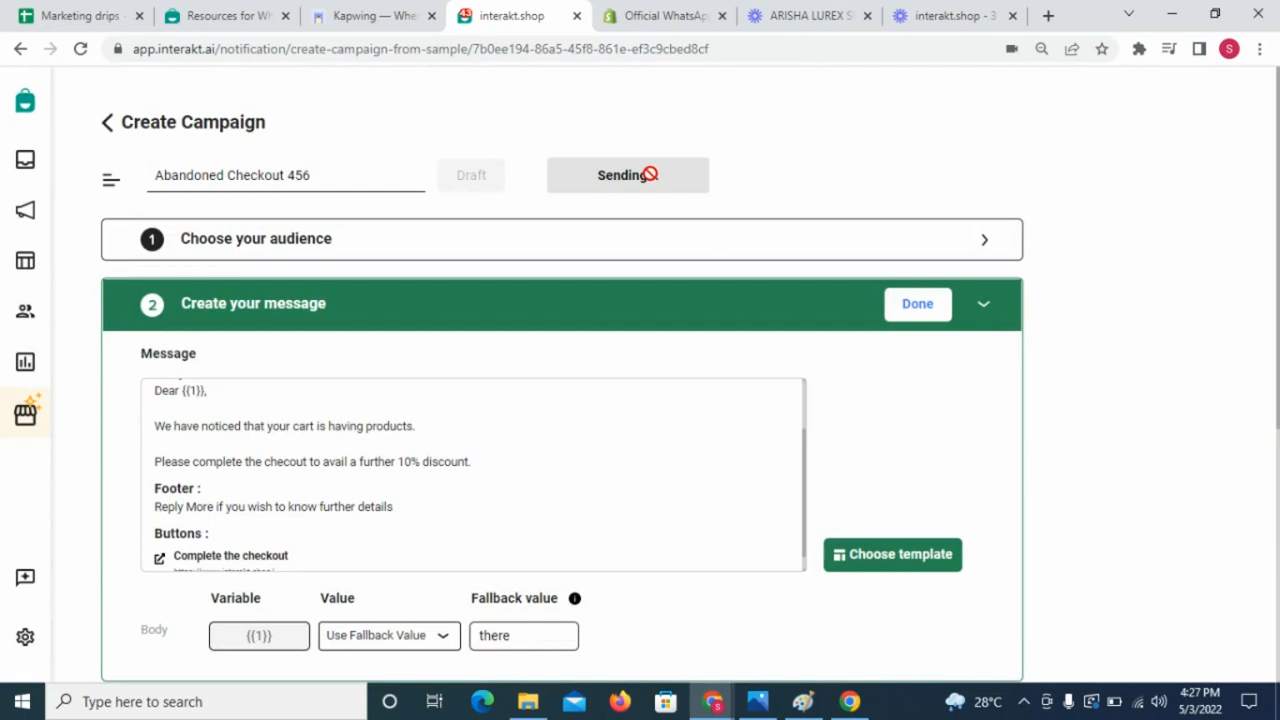 Marketing drips -
Resources for Wh
Kapwing — Whe
43
interakt.shop
Official WhatsAp
ARISHA LUREX S
interakt.shop - 3
app.interakt.ai/notification/create-campaign-from-sample/7b0ee194-86a5-45f8-861e-ef3c9cbed8cf
S
Create Campaign
Abandoned Checkout 456
Draft
Sending
1
Choose your audience
2
Create your message
Done
Message
Dear {{1}},
We have noticed that your cart is having products.
Please complete the checout to avail a further 10% discount.
Footer :
Reply More if you wish to know further details
Buttons :
Complete the checkout
Choose template
Variable
Value
Fallback value
Body
{{1}}
Use Fallback Value
there
Type here to search
28°C
4:27 PM
5/3/2022